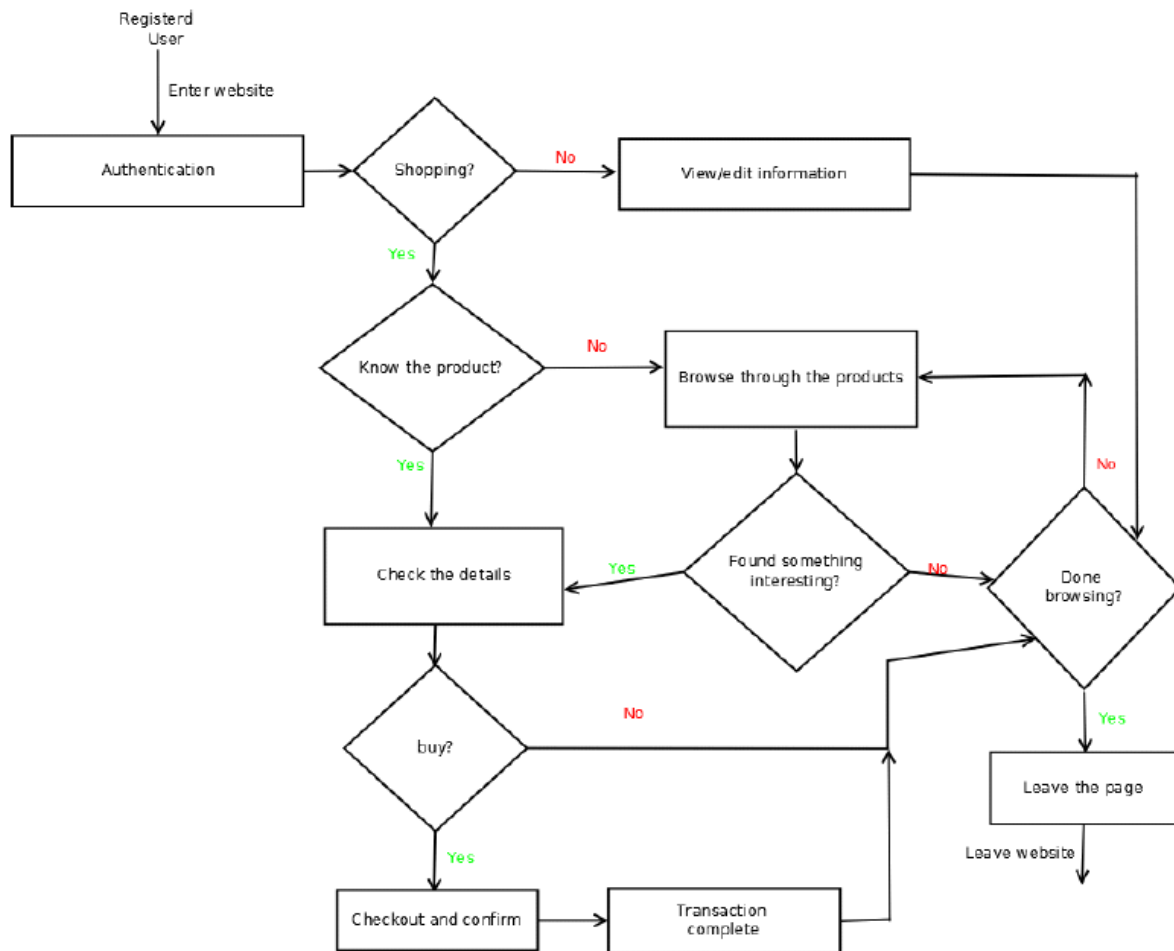 Registerd
User
Enter website
Authentication
Shopping?
No
View/edit information
Yes
Know the product?
No
Browse through the products
Yes
No
Check the details
Yes
Found something
interesting?
No
Done
browsing?
buy?
No
Yes
Leave the page
Yes
Leave website
Checkout and confirm
Transaction
complete